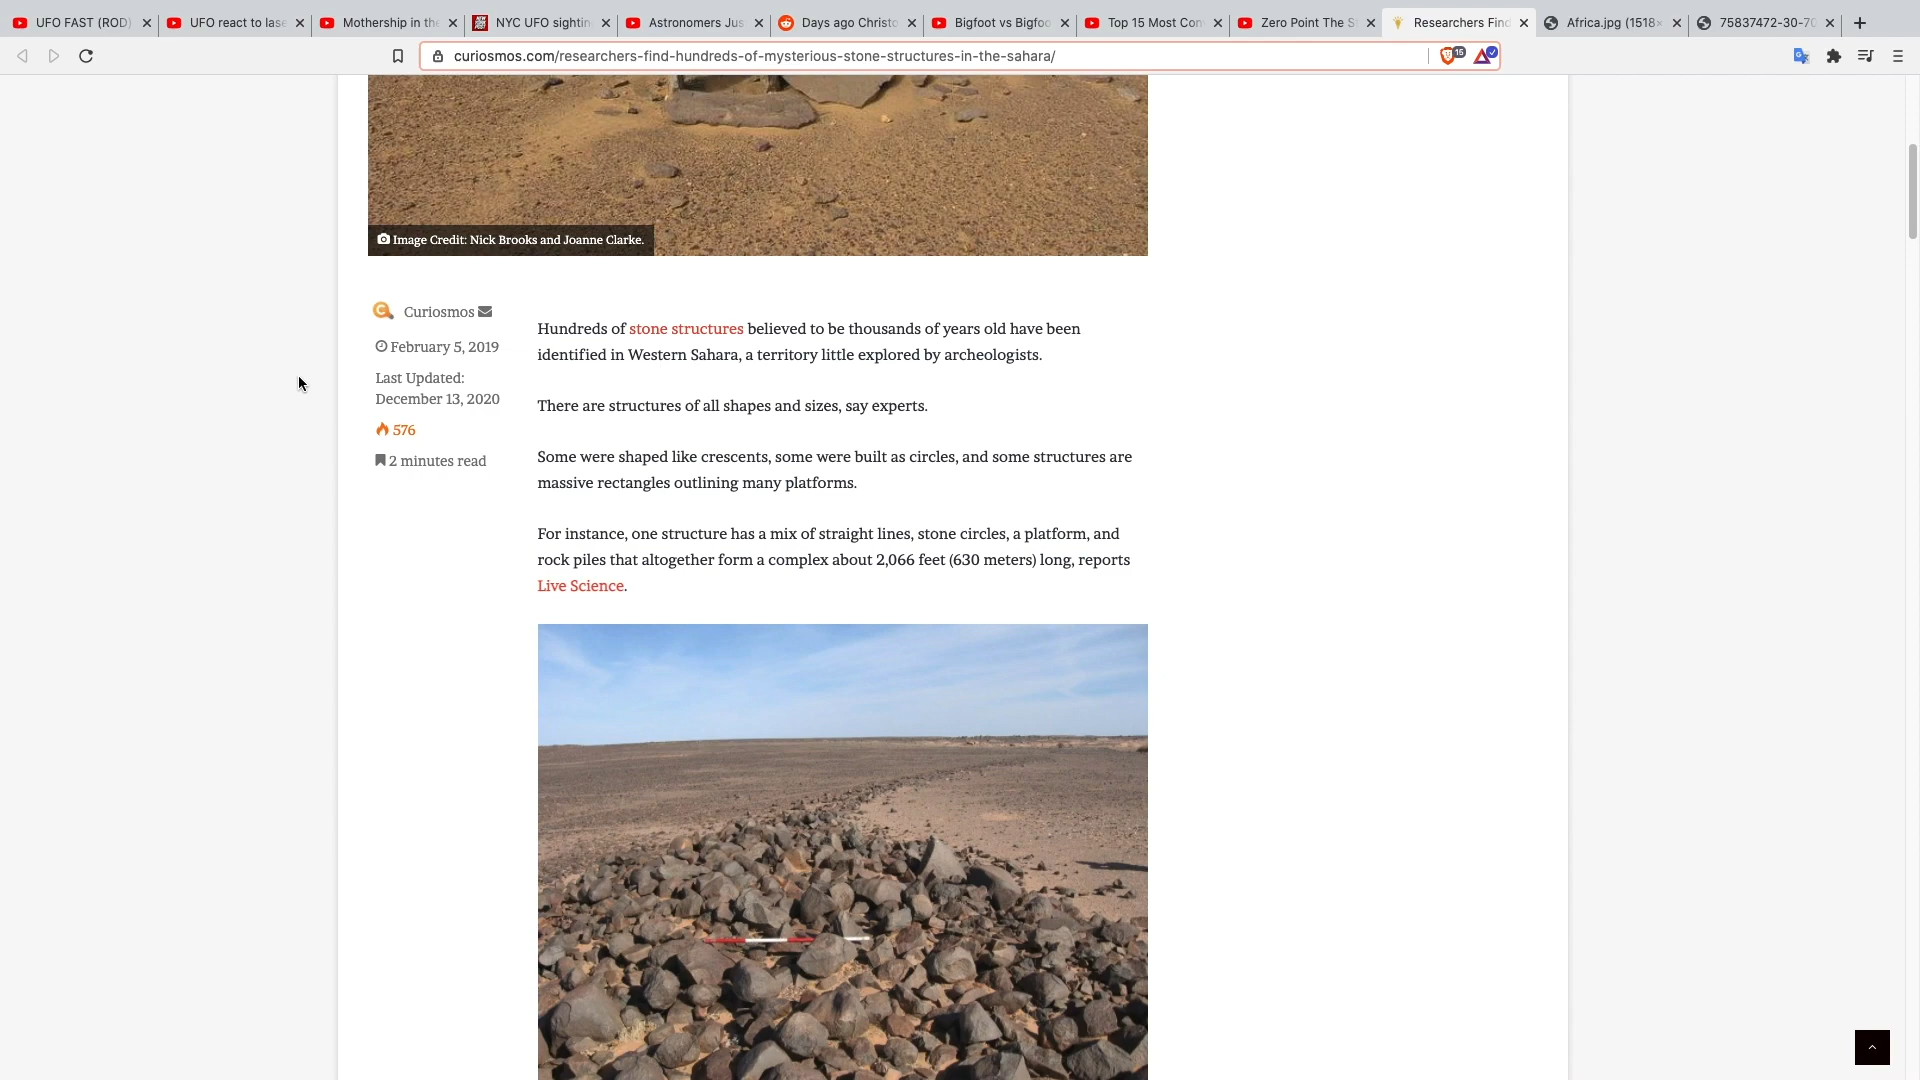 UFO FAST (ROD)
UFO react to lase
Mothership in the
NYC UFO sightin
Astronomers Jus
Days ago Christo
Bigfoot vs Bigfoo
Top 15 Most Con
Zero Point The S
Researchers Find
Africa.jpg (1518×
75837472-30-70
curiosmos.com/researchers-find-hundreds-of-mysterious-stone-structures-in-the-sahara/
15
Image Credit: Nick Brooks and Joanne Clarke.
Curiosmos
February 5, 2019
Last Updated:
December 13, 2020
576
2 minutes read
Hundreds of stone structures believed to be thousands of years old have been
identified in Western Sahara, a territory little explored by archeologists.
There are structures of all shapes and sizes, say experts.
Some were shaped like crescents, some were built as circles, and some structures are
massive rectangles outlining many platforms.
For instance, one structure has a mix of straight lines, stone circles, a platform, and
rock piles that altogether form a complex about 2,066 feet (630 meters) long, reports
Live Science.